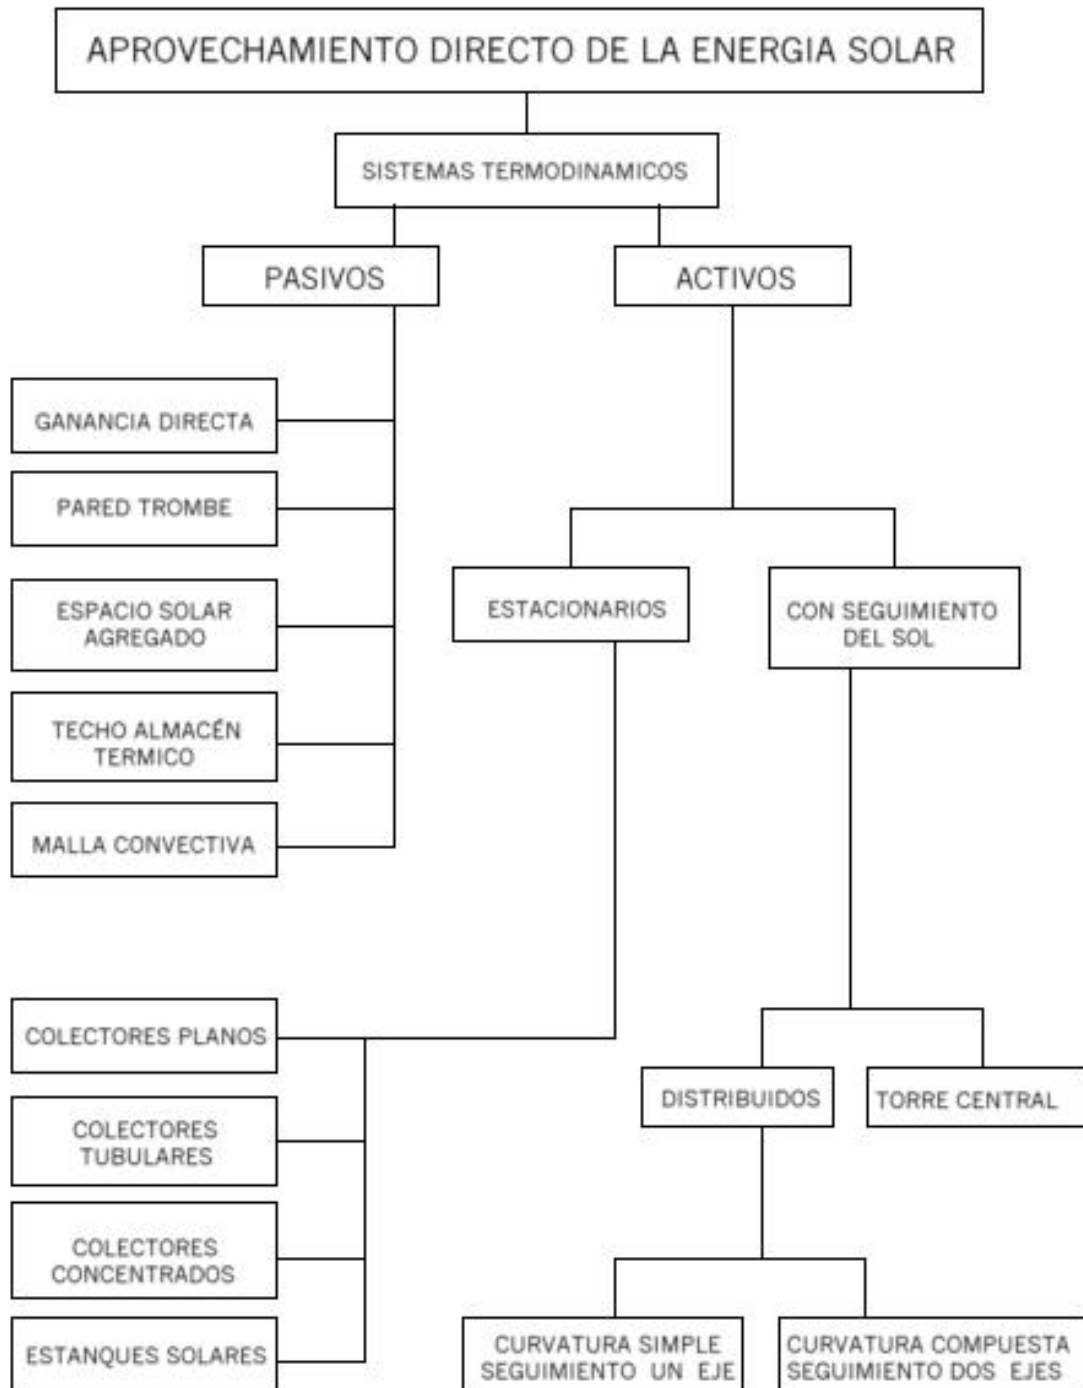 APROVECHAMIENTO DIRECTO DE LA ENERGIA SOLAR
SISTEMAS TERMODINAMICOS
PASIVOS
ACTIVOS
GANANCIA DIRECTA
PARED TROMBE
ESPACIO SOLAR
AGREGADO
TECHO ALMACÉN
TERMICO
MALLA CONVECTIVA
ESTACIONARIOS
CON SEGUIMIENTO
DEL SOL
COLECTORES PLANOS
COLECTORES
TUBULARES
COLECTORES
CONCENTRADOS
ESTANQUES SOLARES
DISTRIBUIDOS
TORRE CENTRAL
CURVATURA SIMPLE
SEGUIMIENTO UN EJE
CURVATURA COMPUESTA
SEGUIMIENTO DOS EJES